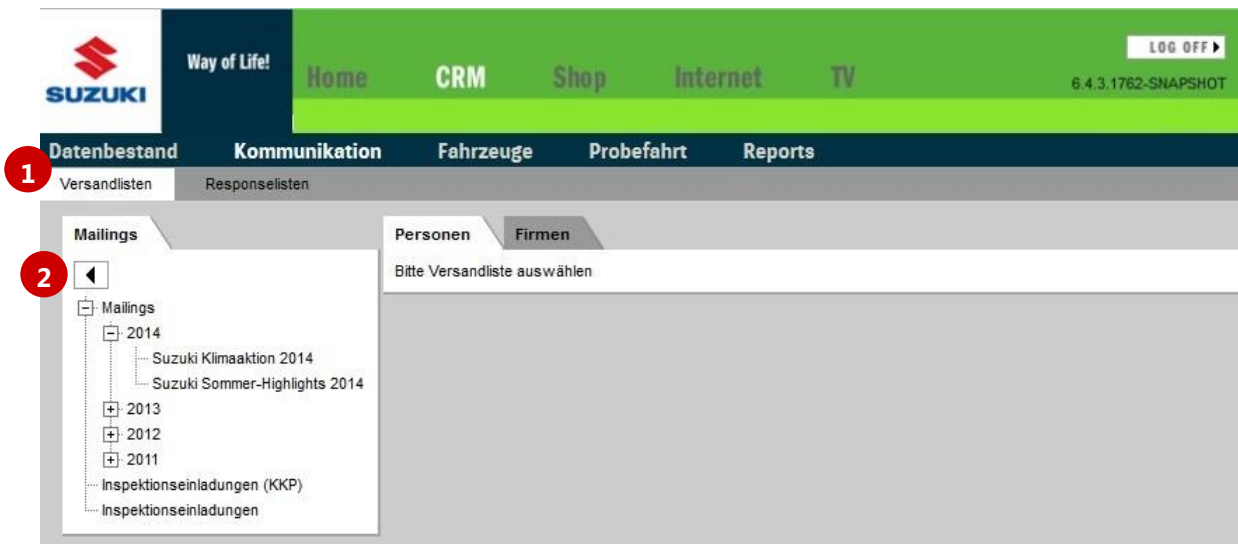 LOG OFF
SUZUKI
Way of Life!
Home CRM Shop Internet TV
6.4.3.1762-SNAPSHOT
Datenbestand Kommunikation Fahrzeuge Probefahrt Reports
1
Versandlisten Responselisten
Mailings
Personen Firmen
2
Bitte Versandliste auswählen
Mailings
2014
Suzuki Klimaaktion 2014
Suzuki Sommer-Highlights 2014
2013
2012
2011
Inspektionseinladungen (KKP)
Inspektionseinladungen